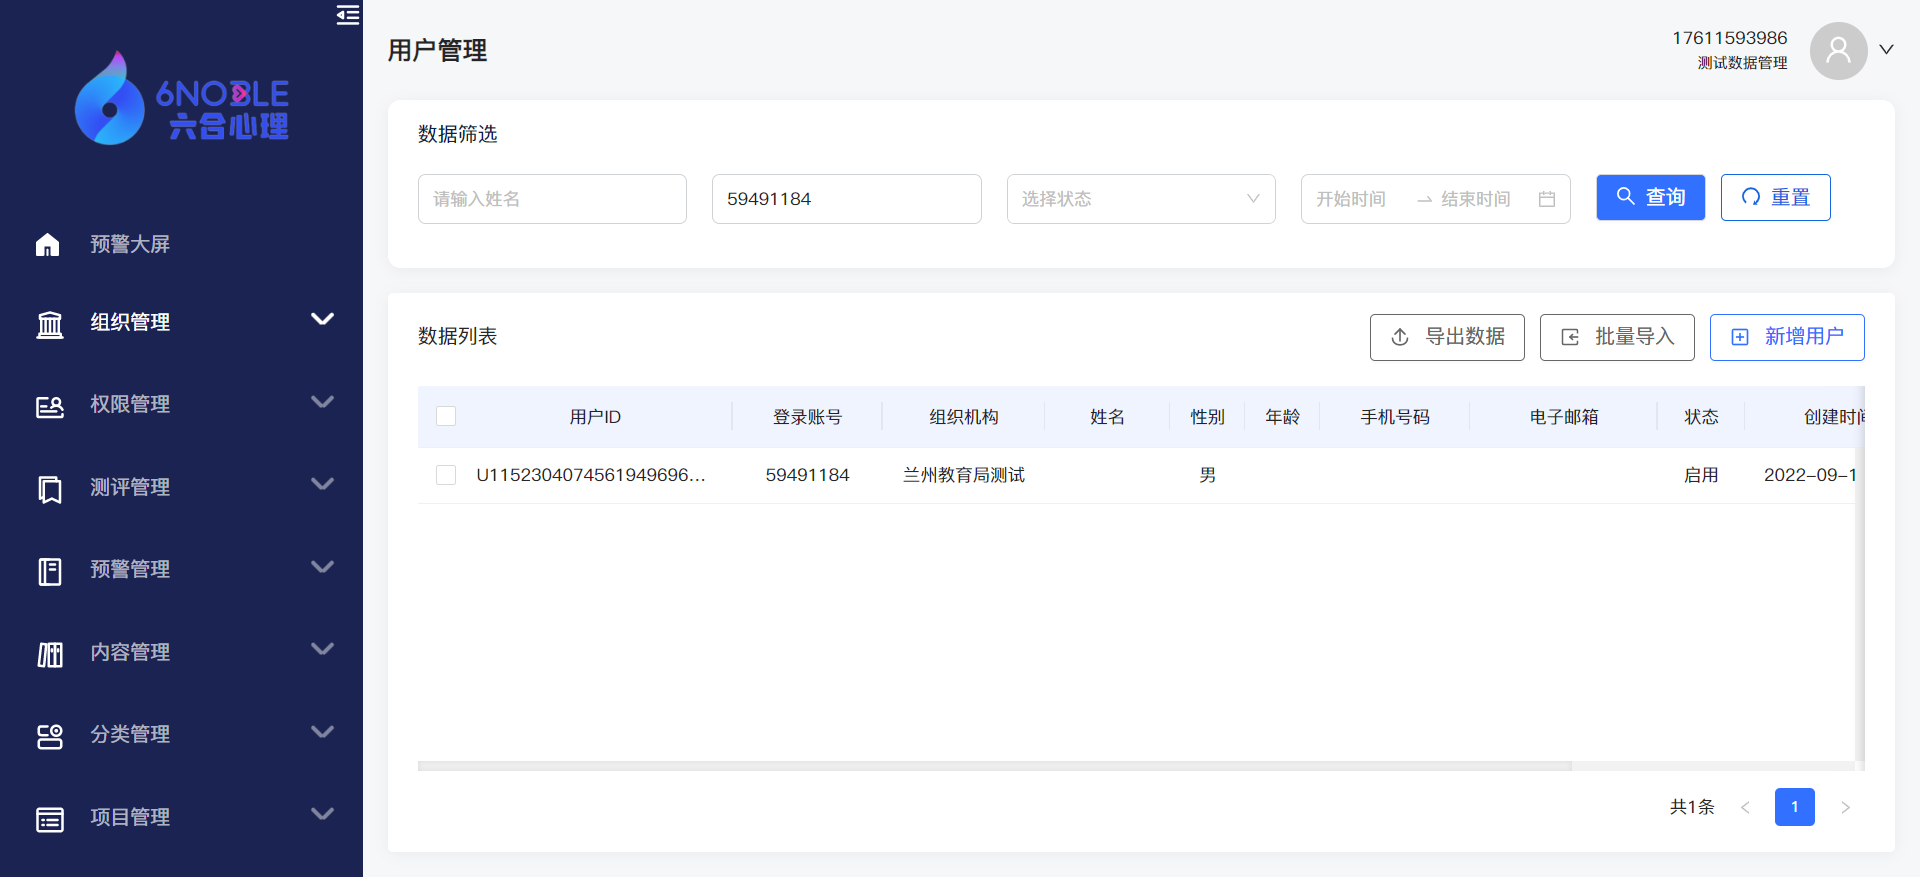 6NOBLE
六合心理
预警大屏
组织管理
权限管理
测评管理
预警管理
内容管理
分类管理
项目管理
用户管理
17611593986
测试数据管理
数据筛选
请输入姓名
59491184
选择状态
开始时间
结束时间
查询
重置
数据列表
导出数据
批量导入
新增用户
用户ID 登录账号 组织机构 姓名 性别 年龄 手机号码 电子邮箱 状态 创建时间
U1152304074561949696... 59491184 兰州教育局测试 男 启用 2022-09-1
共1条
1